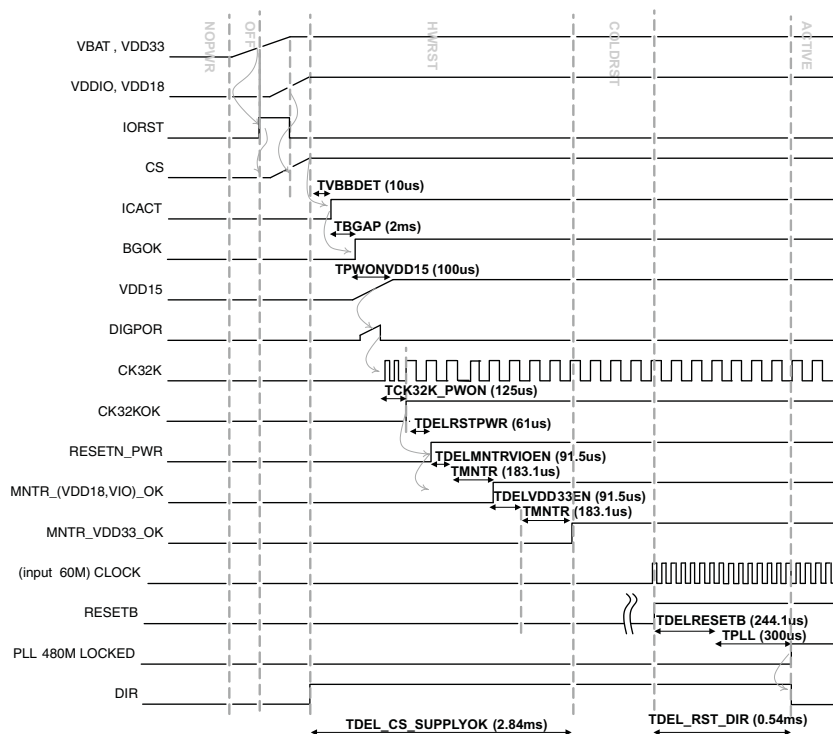 NOPWR
OFF
HWRST
COLDRST
ACTIVE
VBAT , VDD33
VDDIO, VDD18
IORST
CS
TVBBDET (10us)
ICACT
TBGAP (2ms)
BGOK
TPWONVDD15 (100us)
VDD15
DIGPOR
CK32K
TCK32K_PWON (125us)
CK32KOK
TDELRSTPWR (61us)
RESETN_PWR
TDELMNTRVIOEN (91.5us)
TMNTR (183.1us)
MNTR_(VDD18,VIO)_OK
TDELVDD33EN (91.5us)
TMNTR (183.1us)
MNTR_VDD33_OK
(input 60M) CLOCK
RESETB
TDELRESETB (244.1us)
TPLL (300us)
PLL 480M LOCKED
DIR
TDEL_CS_SUPPLYOK (2.84ms)
TDEL_RST_DIR (0.54ms)